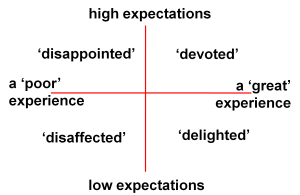 high expectations
‘disappointed’
‘devoted’
a ‘poor’
experience
a ‘great’
experience
‘disaffected’
‘delighted’
low expectations